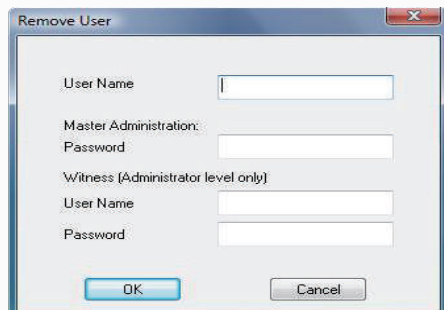 Remove User
User Name
Master Administration:
Password
Witness (Administrator level only)
User Name
Password
OK Cancel